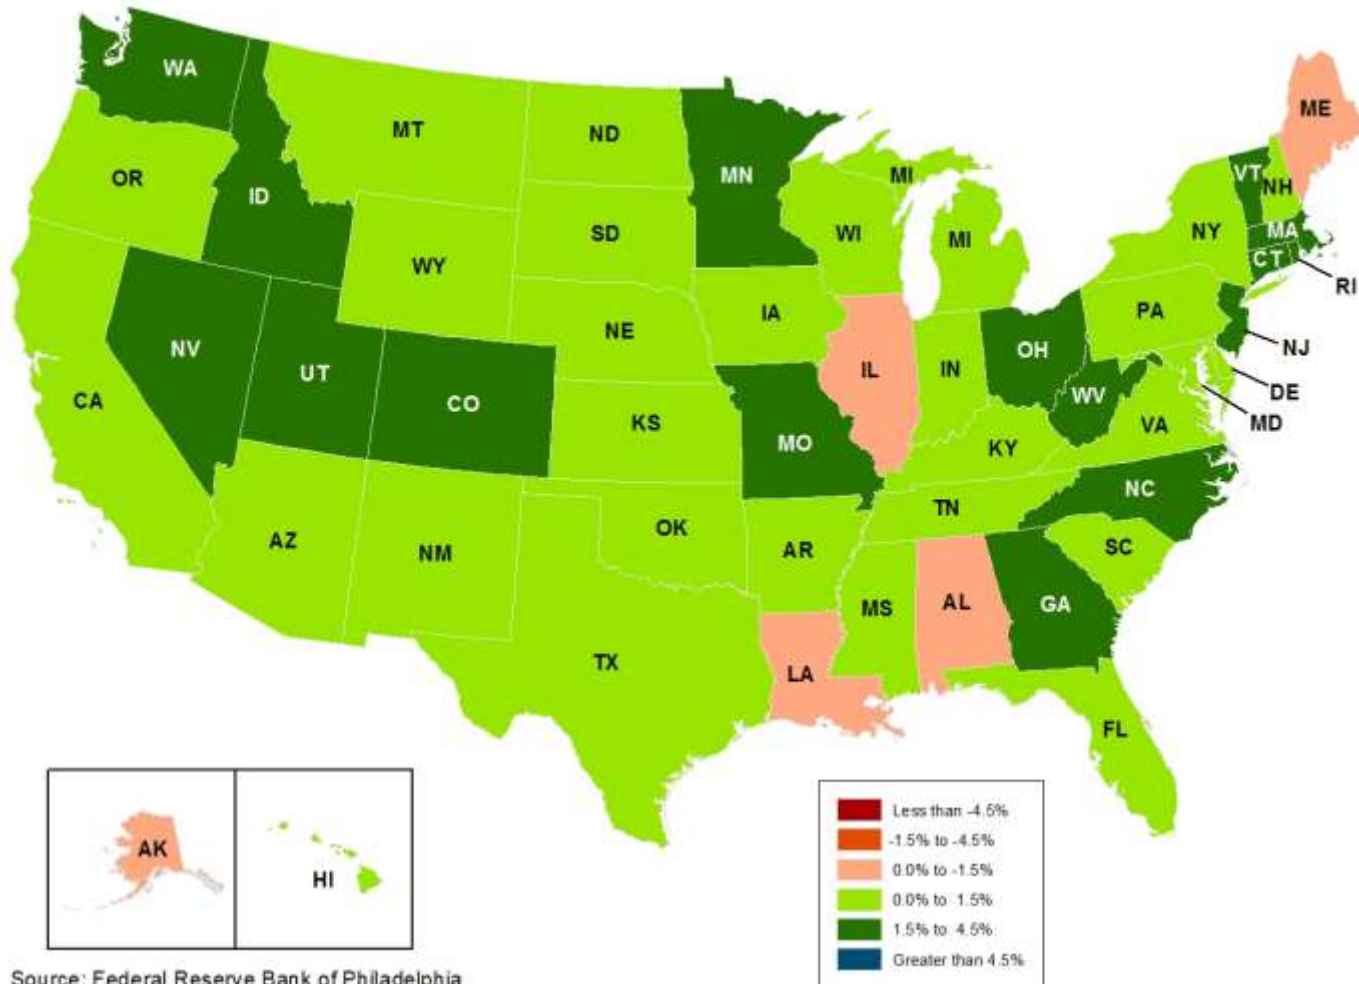 WA
ME
MT
ND
MN
VT
NH
OR
ID
MI
SD
WI
MI
NY
MA
WY
CT
RI
IA
PA
NE
NV
OH
NJ
UT
IL
IN
DE
CA
CO
WV
MD
KS
VA
MO
KY
NC
TN
OK
AZ
NM
AR
SC
MS
AL
GA
TX
LA
FL
AK
HI
Less than -4.5%
-1.5% to -4.5%
0.0% to -1.5%
0.0% to 1.5%
1.5% to 4.5%
Greater than 4.5%
Source: Federal Reserve Bank of Philadelphia